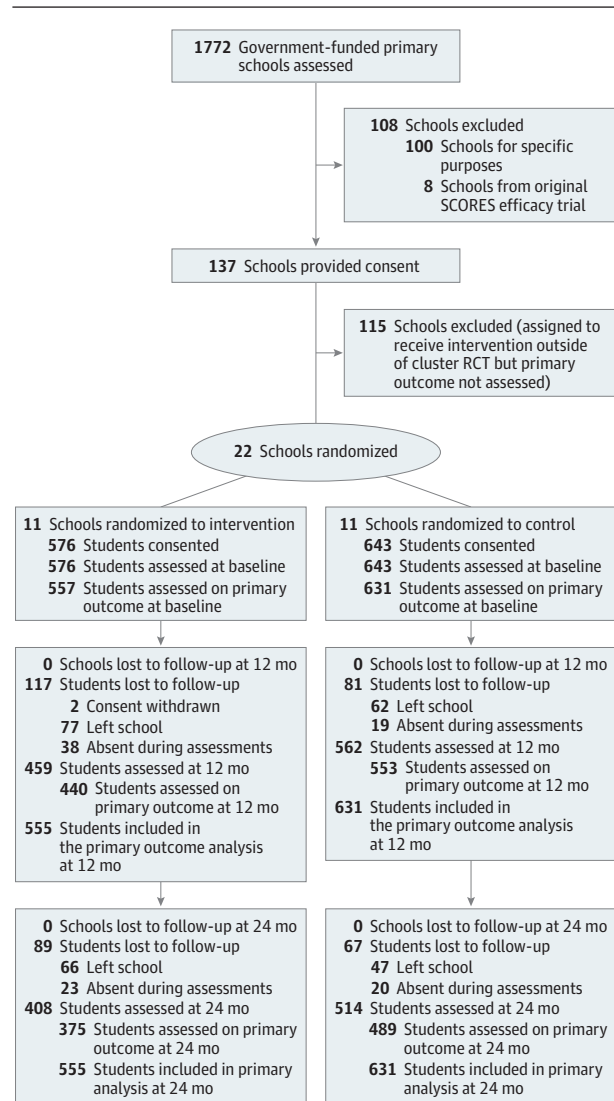 1772 Government-funded primary
schools assessed
108 Schools excluded
100 Schools for specific
purposes
8 Schools from original
SCORES efficacy trial
137 Schools provided consent
115 Schools excluded (assigned to
receive intervention outside
of cluster RCT but primary
outcome not assessed)
22 Schools randomized
11 Schools randomized to intervention
576 Students consented
576 Students assessed at baseline
557 Students assessed on primary
outcome at baseline
11 Schools randomized to control
643 Students consented
643 Students assessed at baseline
631 Students assessed on primary
outcome at baseline
0 Schools lost to follow-up at 12 mo
117 Students lost to follow-up
2 Consent withdrawn
77 Left school
38 Absent during assessments
459 Students assessed at 12 mo
440 Students assessed on
primary outcome at 12 mo
555 Students included in
the primary outcome analysis
at 12 mo
0 Schools lost to follow-up at 12 mo
81 Students lost to follow-up
62 Left school
19 Absent during assessments
562 Students assessed at 12 mo
553 Students assessed on
primary outcome at 12 mo
631 Students included in
the primary outcome analysis
at 12 mo
0 Schools lost to follow-up at 24 mo
89 Students lost to follow-up
66 Left school
23 Absent during assessments
408 Students assessed at 24 mo
375 Students assessed on primary
outcome at 24 mo
555 Students included in primary
analysis at 24 mo
0 Schools lost to follow-up at 24 mo
67 Students lost to follow-up
47 Left school
20 Absent during assessments
514 Students assessed at 24 mo
489 Students assessed on primary
outcome at 24 mo
631 Students included in primary
analysis at 24 mo